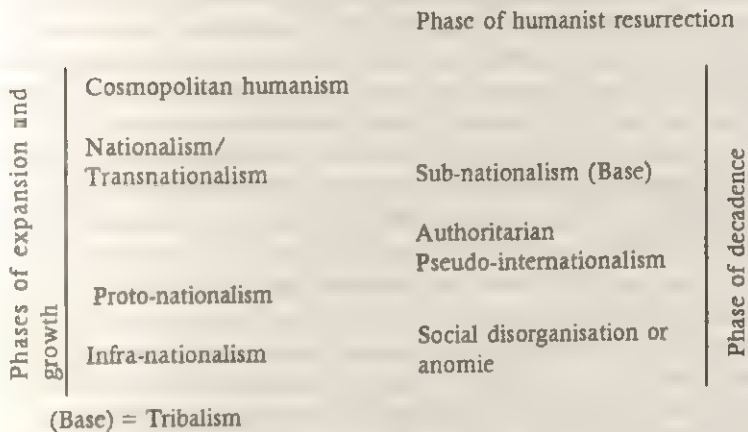 Phase of humanist resurrection
Phases of expansion and
growth
Cosmopolitan humanism
Nationalism/
Transnationalism
Proto-nationalism
Infra-nationalism
(Base) = Tribalism
Sub-nationalism (Base)
Authoritarian
Pseudo-internationalism
Social disorganisation or
anomie
Phase of decadence